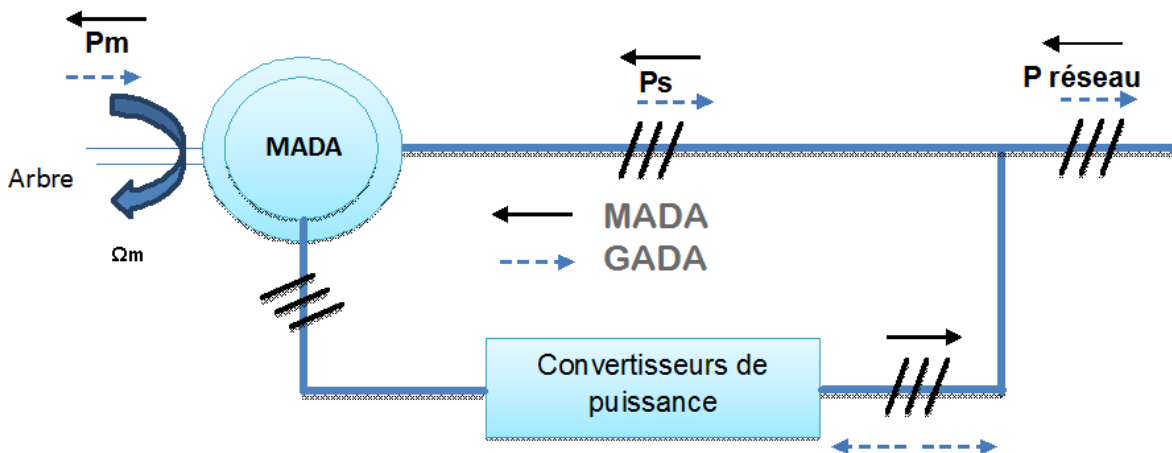 Pm
Ps
P réseau
MADA
Arbre
Ωm
MADA
GADA
Convertisseurs de
puissance